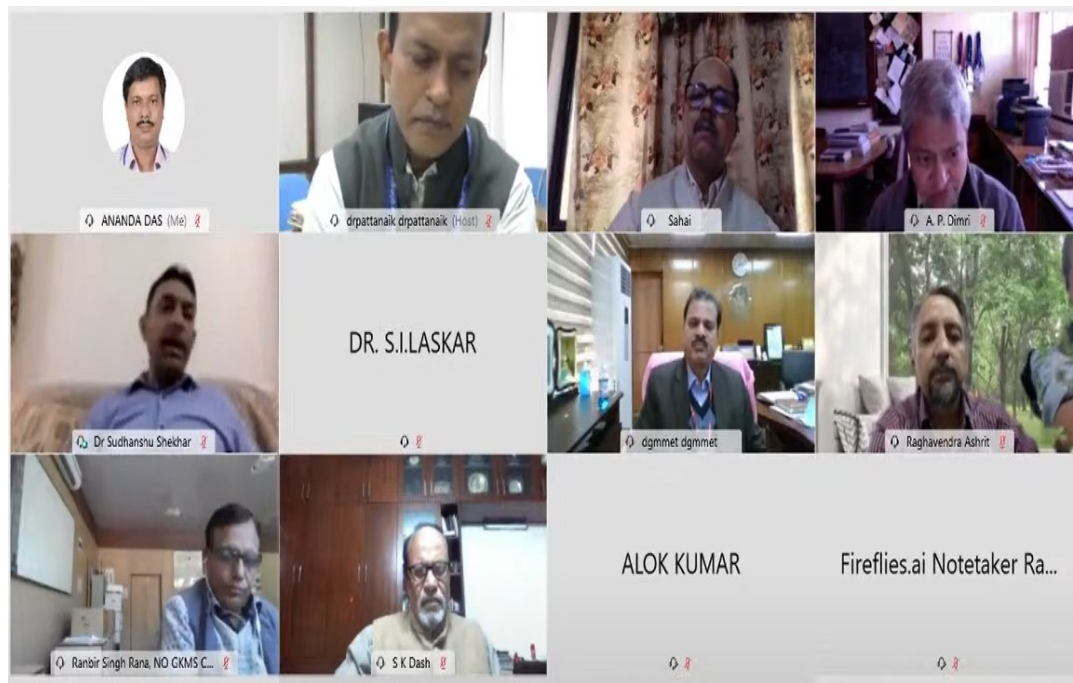 ANANDA DAS (Me)
drpattanaik drpattanaik (Host)
Sahai
A. P. Dimri
Dr Sudhanshu Shekhar
DR. S.I.LASKAR
dgmmet dgmmet
Raghavendra Ashrit
Ranbir Singh Rana, NO GKMS C...
S K Dash
ALOK KUMAR
Fireflies.ai Notetaker Ra...